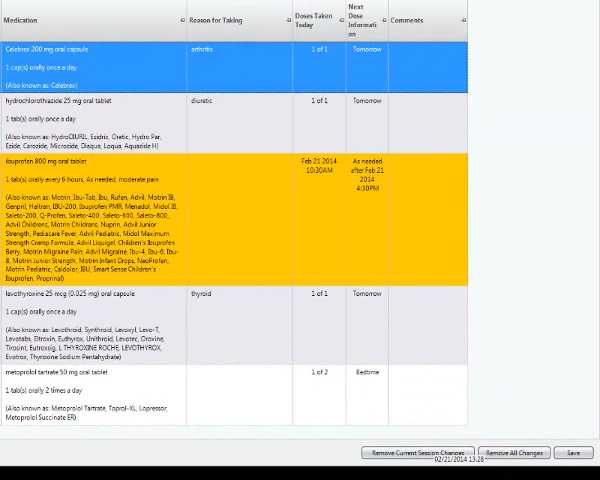 Medication Reason for Taking Doses Taken Today Next Dose Informati on Comments
Celebrex 200 mg oral capsule arthritis 1 of 1 Tomorrow
1 cap(s) orally once a day
(Also known as: Celebrex)
hydrochlorothiazide 25 mg oral tablet diuretic 1 of 1 Tomorrow
1 tab(s) orally once a day
(Also known as: HydroDIURIL, Esidrix, Oretic, Hydro Par,
Ezide, Carozide, Microzide, Diaqua, Loqua, Aquazide H)
ibuprofen 800 mg oral tablet Feb 21 2014 10:30AM As needed after Feb 21 2014 4:30PM
1 tab(s) orally every 6 hours, As needed, moderate pain
(Also known as: Motrin, Ibu-Tab, Ibu, Rufen, Advil, Motrin IB,
Genpril, Haltran, IBU-200, Ibuprofen PMR, Menadol, Midol IB,
Saleto-200, Q-Profen, Saleto-400, Saleto-600, Saleto-800,
Advil Childrens, Motrin Childrens, Nuprin, Advil Junior
Strength, Pediacare Fever, Advil Pediatric, Midol Maximum
Strength Cramp Formula, Advil Liquigel, Children's Ibuprofen
Berry, Motrin Migraine Pain, Advil Migraine, Ibu-4, Ibu-6, Ibu-
8, Motrin Junior Strength, Motrin Infant Drops, NeoProfen,
Motrin Pediatric, Caldolor, IBU, Smart Sense Children's
Ibuprofen, Proprinal)
levothyroxine 25 mcg (0.025 mg) oral capsule thyroid 1 of 1 Tomorrow
1 cap(s) orally once a day
(Also known as: Levothroid, Synthroid, Levoxyl, Levo-T,
Levotabs, Eltroxin, Euthyrox, Unithroid, Levotec, Oroxine,
Tirosint, Eutroxsig, L THYROXINE ROCHE, LEVOTHYROX,
Evotrox, Thyroxine Sodium Pentahydrate)
metoprolol tartrate 50 mg oral tablet 1 of 2 Bedtime
1 tab(s) orally 2 times a day
(Also known as: Metoprolol Tartrate, Toprol-XL, Lopressor,
Metoprolol Succinate ER)
Remove Current Session Changes Remove All Changes Save
02/21/2014 13:28